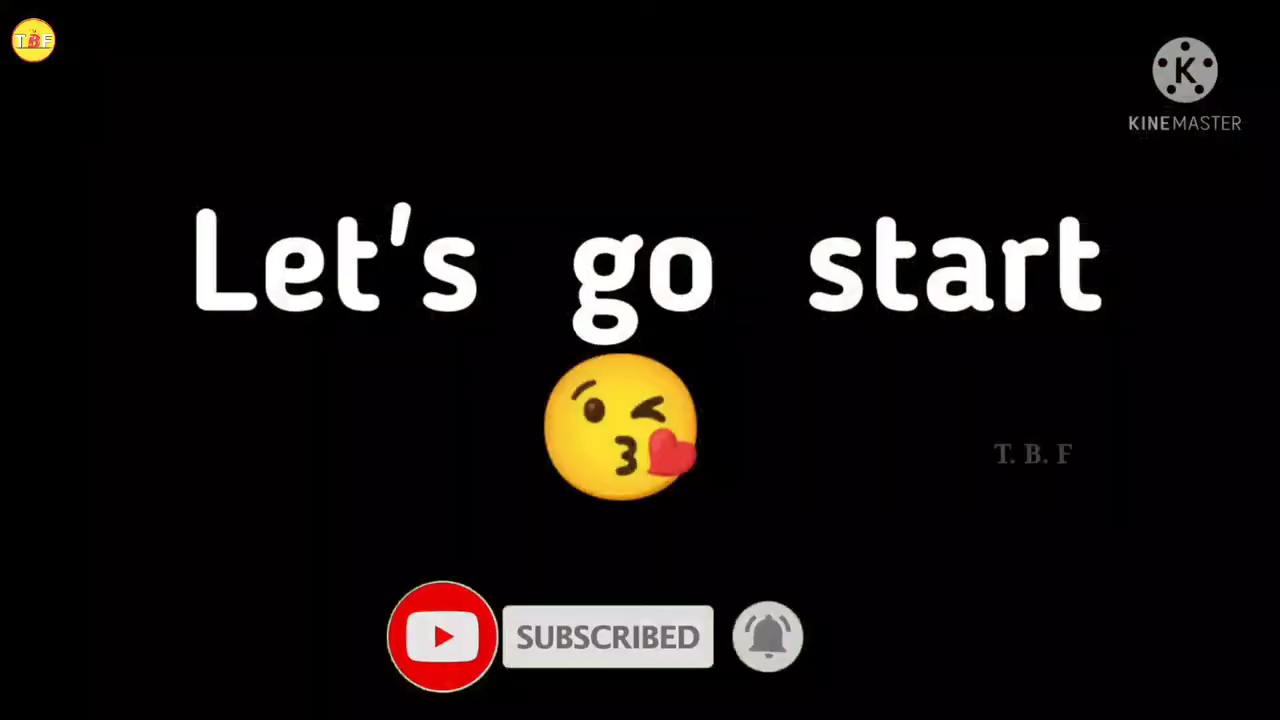 TBF
K
KINEMASTER
Let's go start
T. B. F
SUBSCRIBED